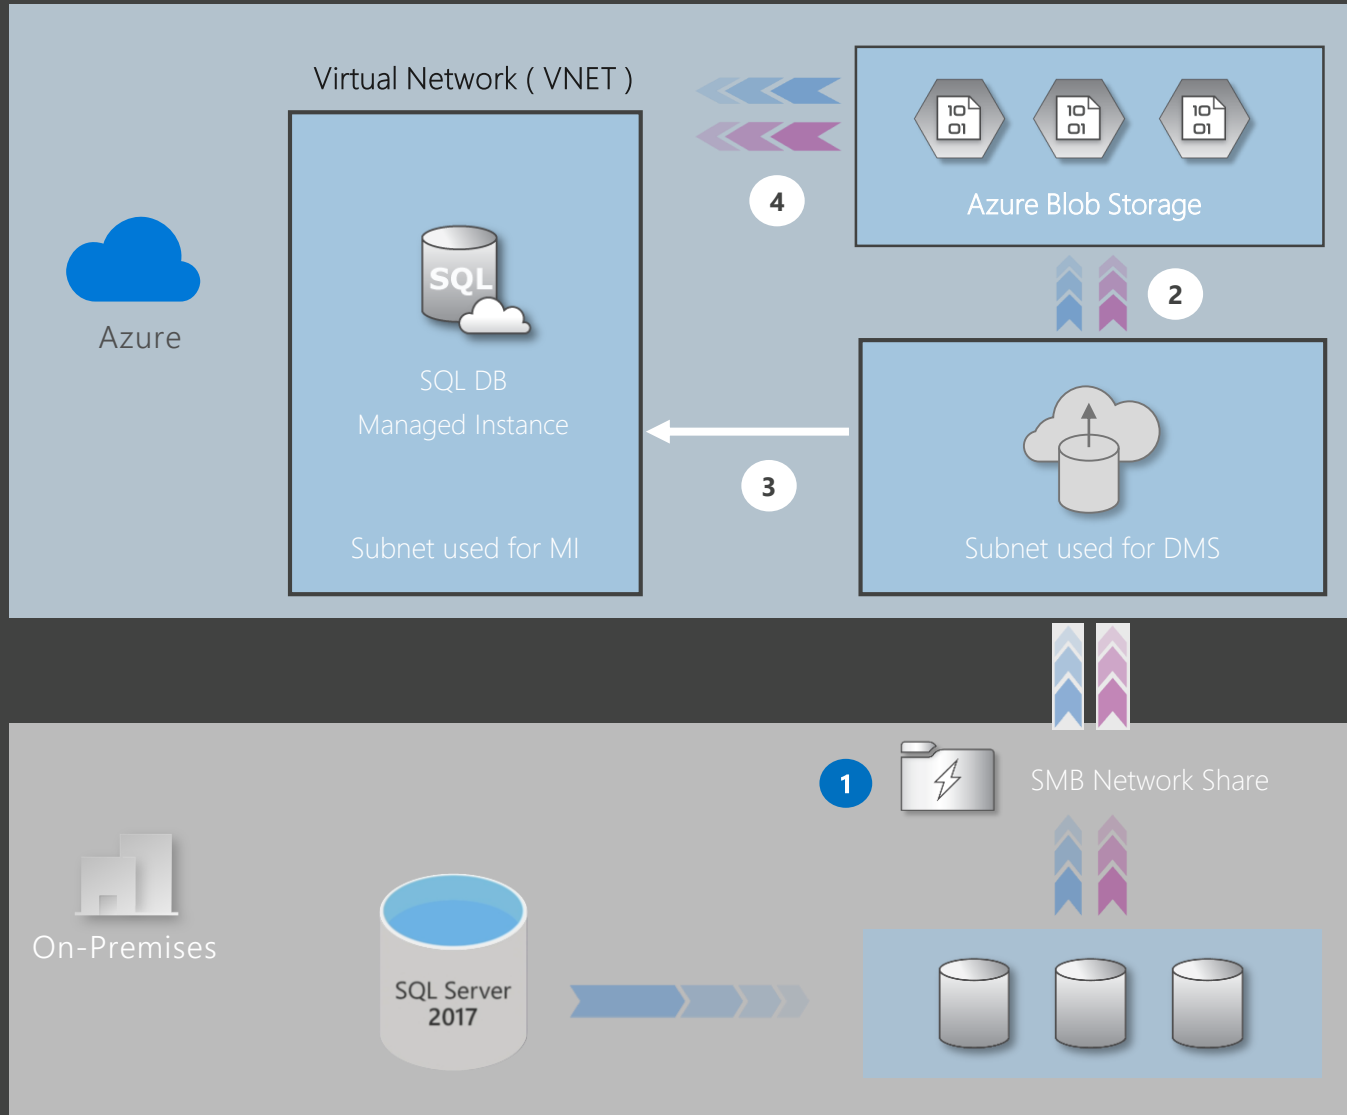 Virtual Network ( VNET )
10
01
10
01
10
01
Azure Blob Storage
4
2
SQL
Azure
SQL DB
Managed Instance
3
Subnet used for MI
Subnet used for DMS
1
SMB Network Share
On-Premises
SQL Server
2017